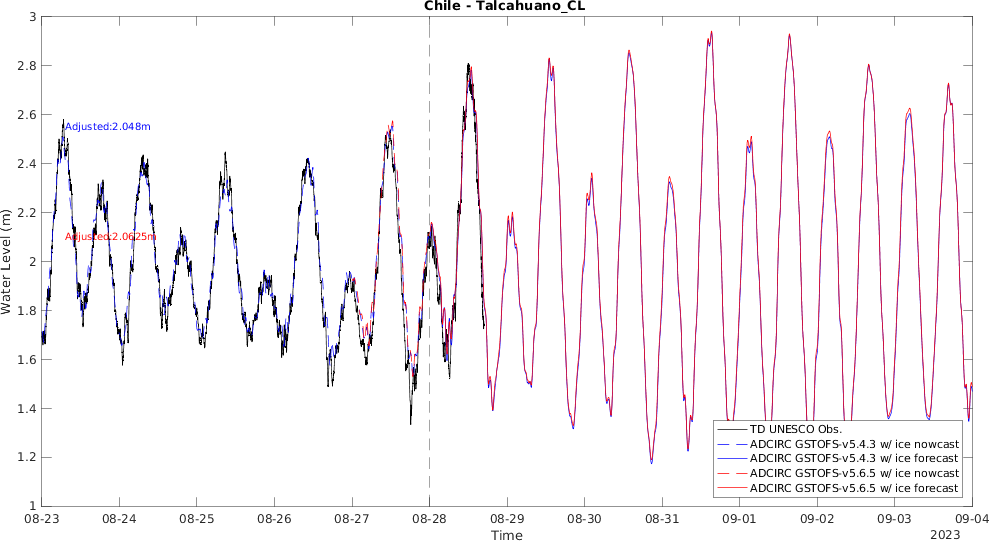 Chile - Talcahuano_CL
Water Level (m)
3
2.8
2.6
2.4
2.2
2
1.8
1.6
1.4
1.2
1
Adjusted:2.048m
Adjusted:2.0625m
TD UNESCO Obs.
ADCIRC GSTOFS-v5.4.3 w/ ice nowcast
ADCIRC GSTOFS-v5.4.3 w/ ice forecast
ADCIRC GSTOFS-v5.6.5 w/ ice nowcast
ADCIRC GSTOFS-v5.6.5 w/ ice forecast
08-23 08-24 08-25 08-26 08-27 08-28 08-29 08-30 08-31 09-01 09-02 09-03 09-04
Time
2023